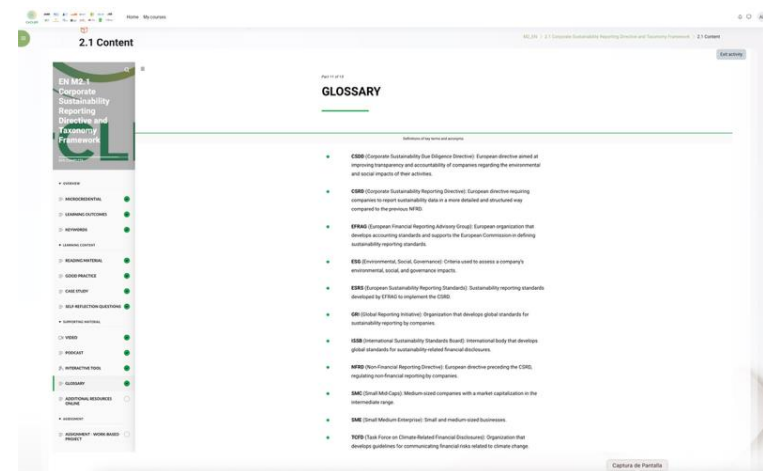 Home My courses
2.1 Content
2.1 Corporate Sustainability Reporting Directive and Taxonomy Framework / 2.1 Content
Exit activity
EN M2.1
Corporate
Sustainability
Reporting
Directive and
Taxonomy
Framework
OVERVIEW
MICROCREDENTIAL
LEARNING OUTCOMES
KEYWORDS
LEARNING CONTENT
READING MATERIAL
GOOD PRACTICE
CASE STUDY
SELF-REFLECTION QUESTIONS
SUPPORTING MATERIAL
VIDEO
PODCAST
INTERACTIVE TOOL
GLOSSARY
ADDITIONAL RESOURCES
ONLINE
ASSESSMENT
ASSIGNMENT - WORK-BASED
PROJECT
GLOSSARY
Definitions of key terms and acronyms
CSDD (Corporate Sustainability Due Diligence Directive): European directive aimed at
improving transparency and accountability of companies regarding the environmental
and social impacts of their activities.
CSRD (Corporate Sustainability Reporting Directive): European directive requiring
companies to report sustainability data in a more detailed and structured way
compared to the previous NFRD.
EFRAG (European Financial Reporting Advisory Group): European organization that
develops accounting standards and supports the European Commission in defining
sustainability reporting standards.
ESG (Environmental, Social, Governance): Criteria used to assess a company's
environmental, social, and governance impacts.
ESRS (European Sustainability Reporting Standards): Sustainability reporting standards
developed by EFRAG to implement the CSRD.
GRI (Global Reporting Initiative): Organization that develops global standards for
sustainability reporting by companies.
ISSB (International Sustainability Standards Board): International body that develops
global standards for sustainability-related financial disclosures.
NFRD (Non-Financial Reporting Directive): European directive preceding the CSRD,
regulating non-financial reporting by companies.
SMC (Small Mid-Caps): Medium-sized companies with a market capitalization in the
intermediate range.
SME (Small Medium Enterprise): Small and medium-sized businesses.
TCFD (Task Force on Climate-Related Financial Disclosures): Organization that
develops guidelines for communicating financial risks related to climate change.
Captura de Pantalla